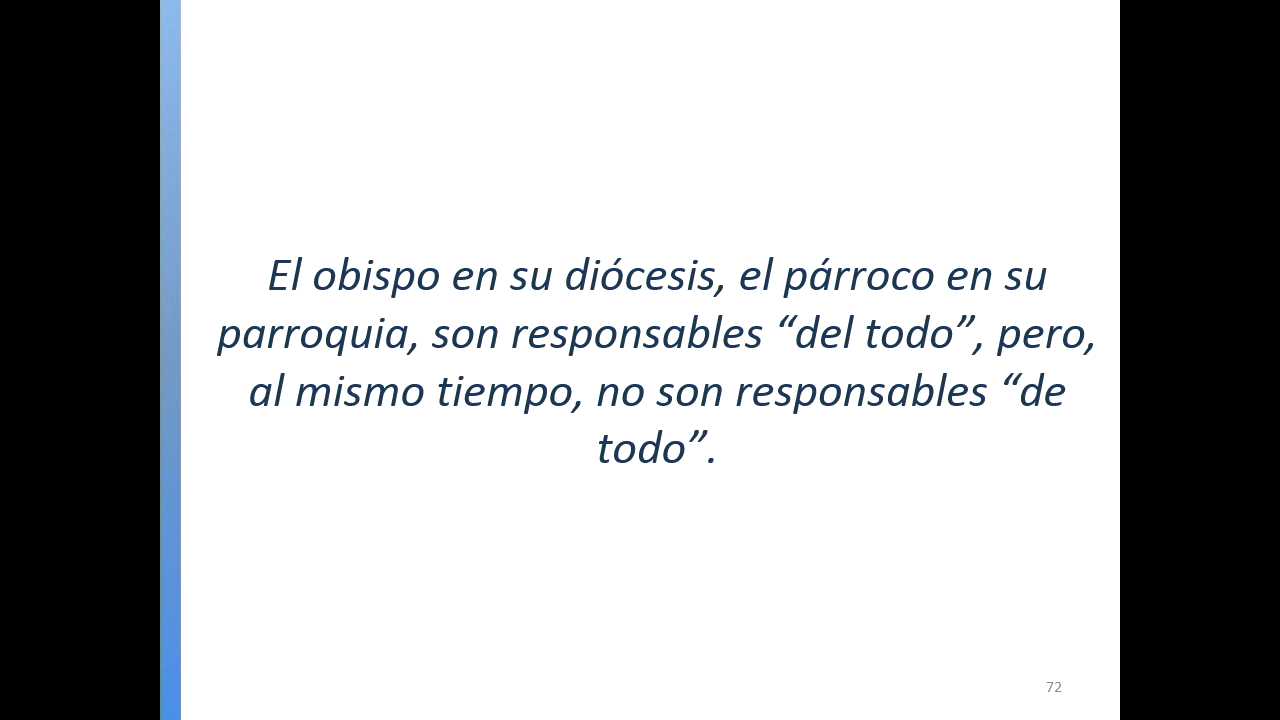 El obispo en su diócesis, el párroco en su
parroquia, son responsables “del todo”, pero,
al mismo tiempo, no son responsables “de
todo”.
72